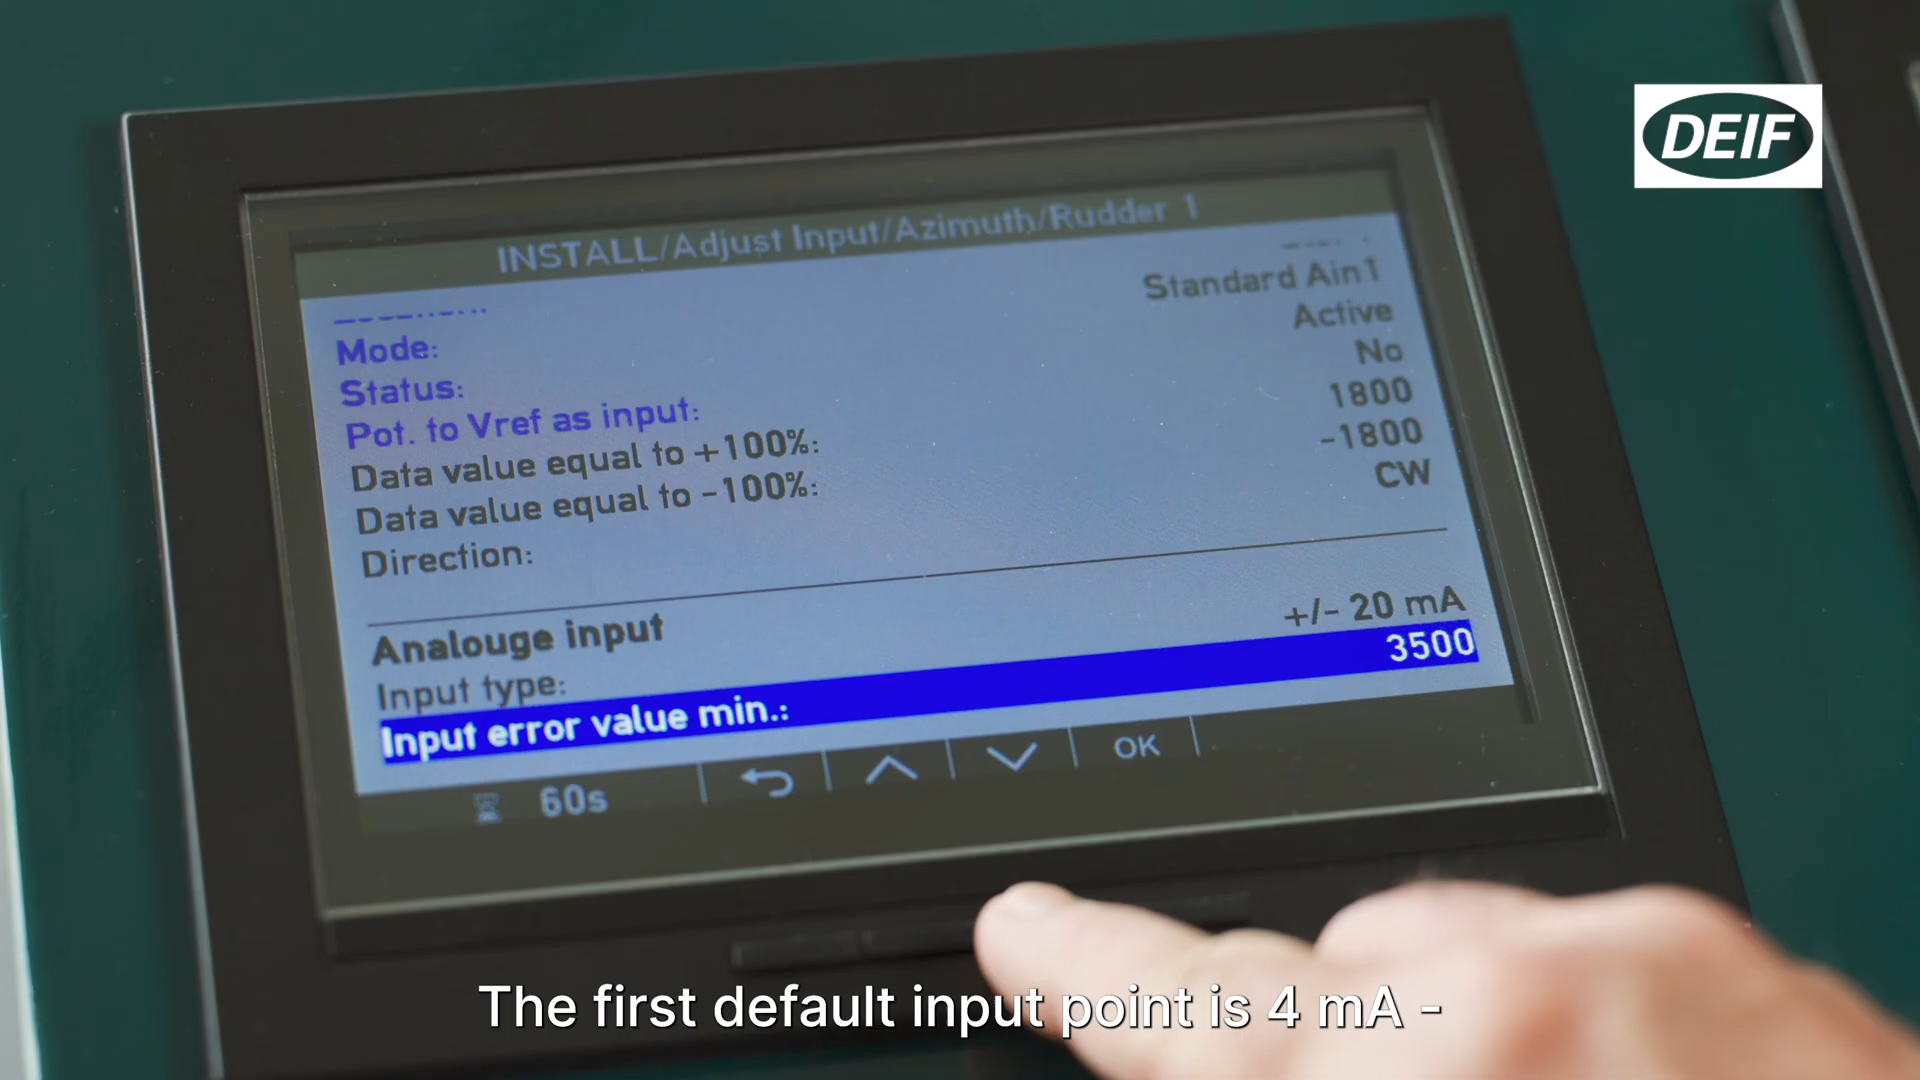 DEIF
INSTALL/Adjust Input/Azimuth/Rudder 1
Mode: Standard Ain1
Status: Active
Pot. to Vref as input: No
Data value equal to +100%: 1800
Data value equal to -100%: -1800
Direction: CW
Analouge input
Input type: +/- 20 mA
Input error value min.: 3500
60s
OK
The first default input point is 4 mA -